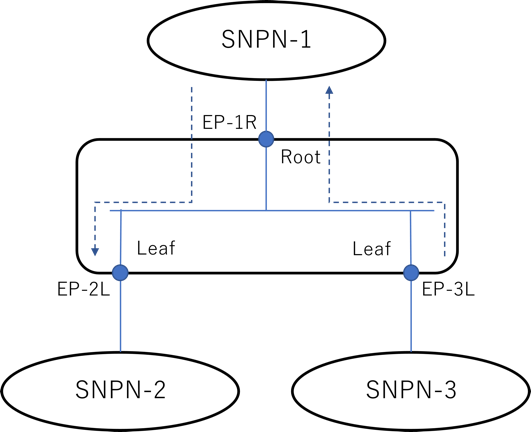 SNPN-1
EP-1R
Root
Leaf
Leaf
EP-2L
EP-3L
SNPN-2
SNPN-3